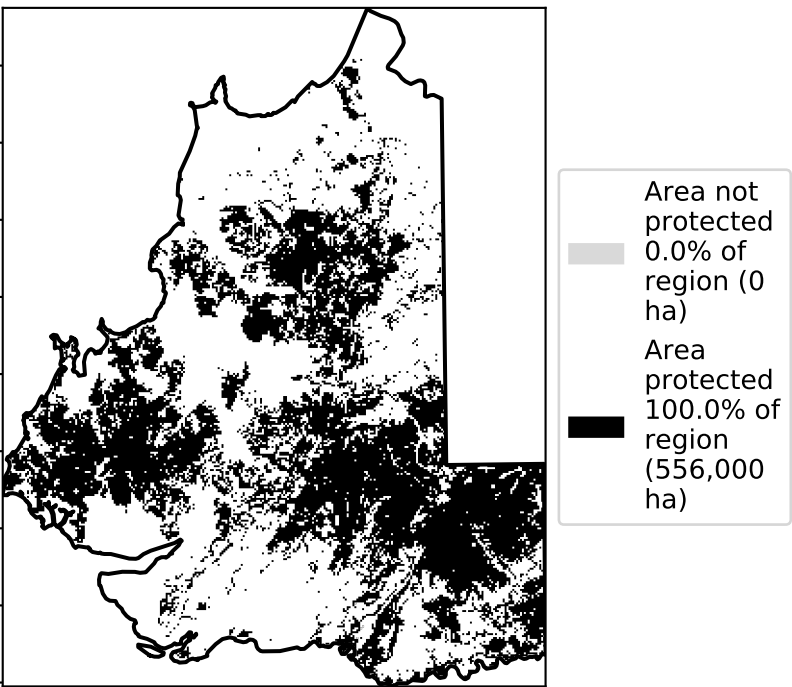 Area not
protected
0.0% of
region (0
ha)
Area
protected
100.0% of
region
(556,000
ha)